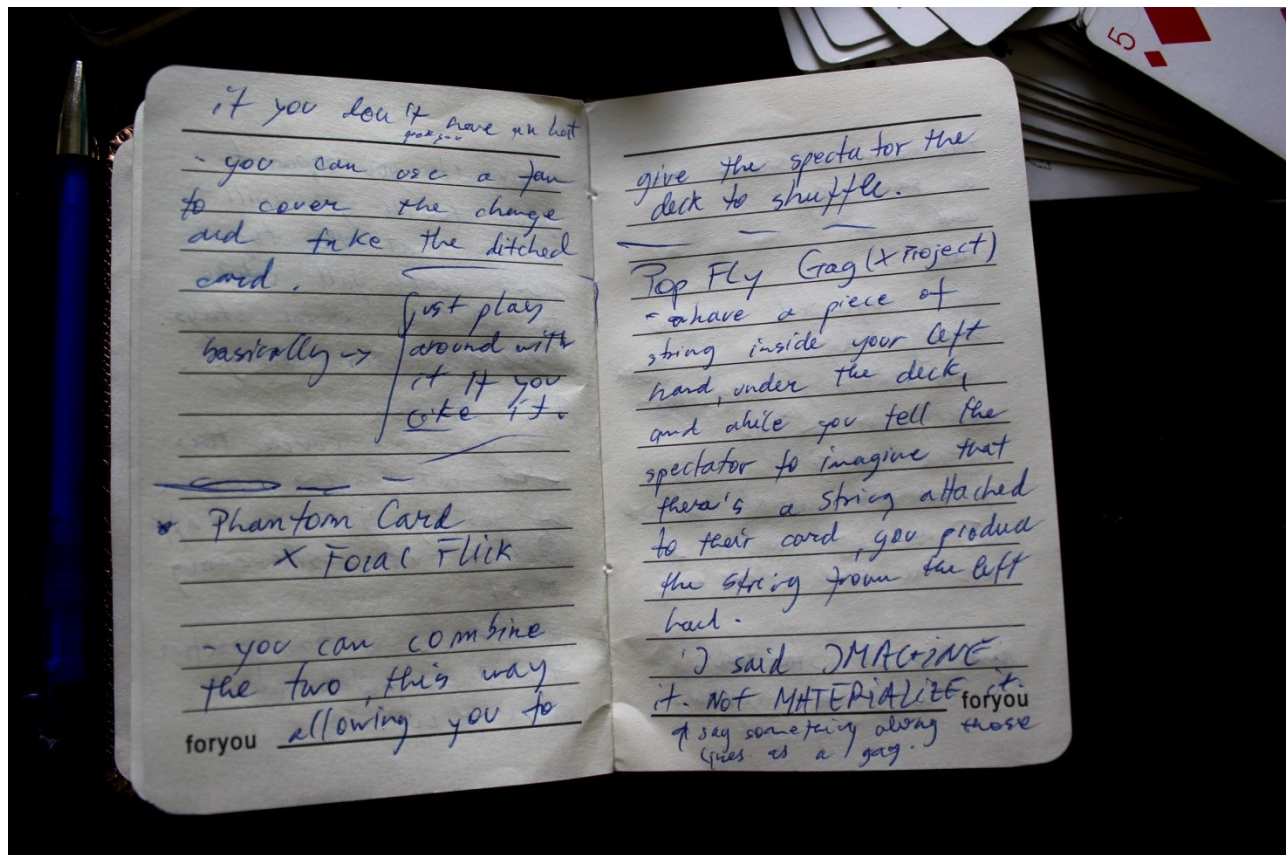 if you don't have an hat
- you can use a fan
to cover the change
and take the ditched
card.
basically → just play
around with
it if you
like it.
* Phantom Card
x Focal Flick
- you can combine
the two, this way
allowing you to
foryou
give the spectator the
deck to shuffle.
Pop Fly Gag (x Project)
- have a piece of
string inside your left
hand, under the deck,
and while you tell the
spectator to imagine that
there's a string attached
to their card, you produce
the string from the left
hand.
"I said IMAGINE
it. NOT MATERIALIZE it.
foryou
say something along those
lines as a gag.
5